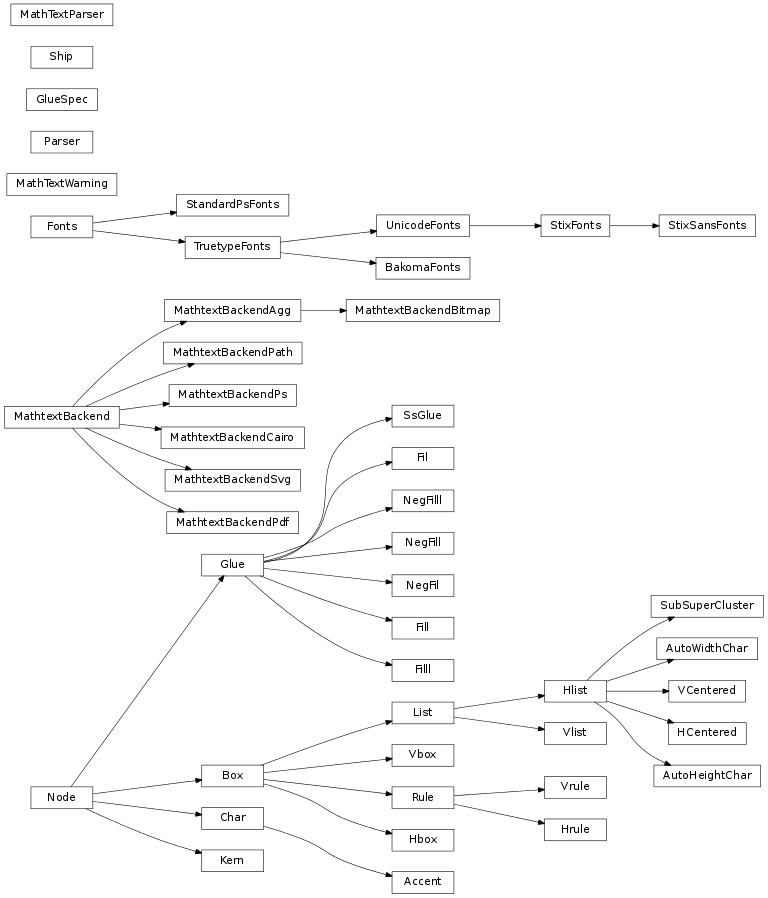 MathTextParser
Ship
GlueSpec
Parser
MathTextWarning
StandardPsFonts
Fonts
UnicodeFonts
StixFonts
StixSansFonts
TruetypeFonts
BakomaFonts
MathtextBackendAgg
MathtextBackendBitmap
MathtextBackendPath
MathtextBackendPs
MathtextBackend
SsGlue
MathtextBackendCairo
Fil
MathtextBackendSvg
NegFilll
MathtextBackendPdf
NegFill
Glue
NegFil
SubSuperCluster
Fill
AutoWidthChar
Filll
Hlist
VCentered
List
Vlist
HCentered
Vbox
Box
AutoHeightChar
Vrule
Node
Rule
Char
Hrule
Hbox
Kern
Accent